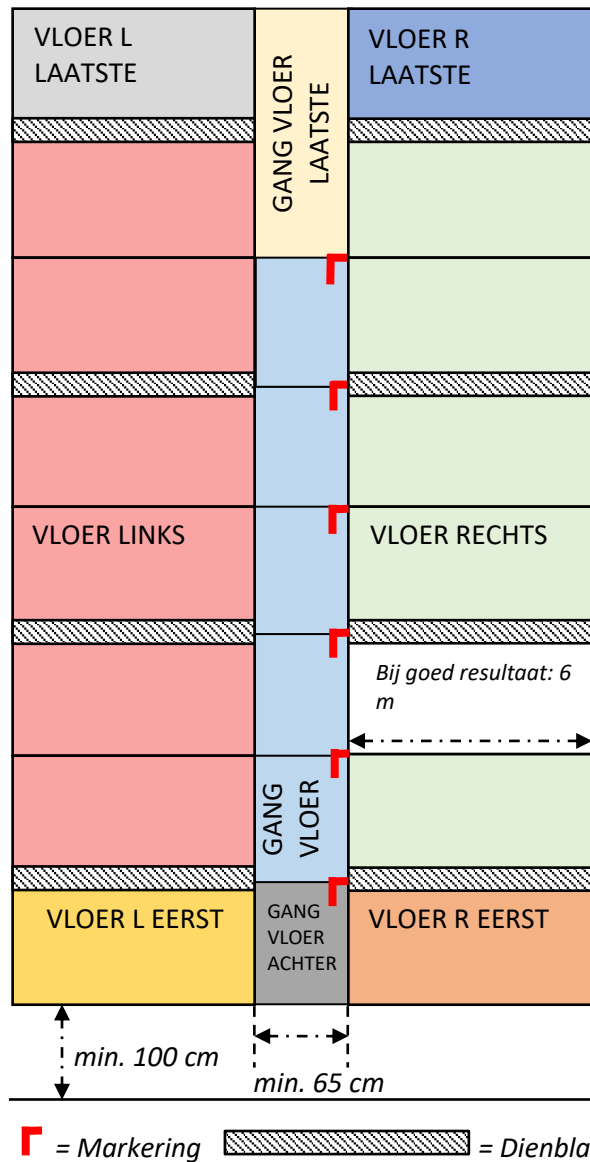 VLOER L
LAATSTE
GANG VLOER
LAATSTE
VLOER R
LAATSTE
VLOER LINKS
VLOER RECHTS
Bij goed resultaat: 6
m
GANG
VLOER
VLOER L EERST
GANG
VLOER
ACHTER
VLOER R EERST
min. 100 cm
min. 65 cm
= Markering
= Dienbla